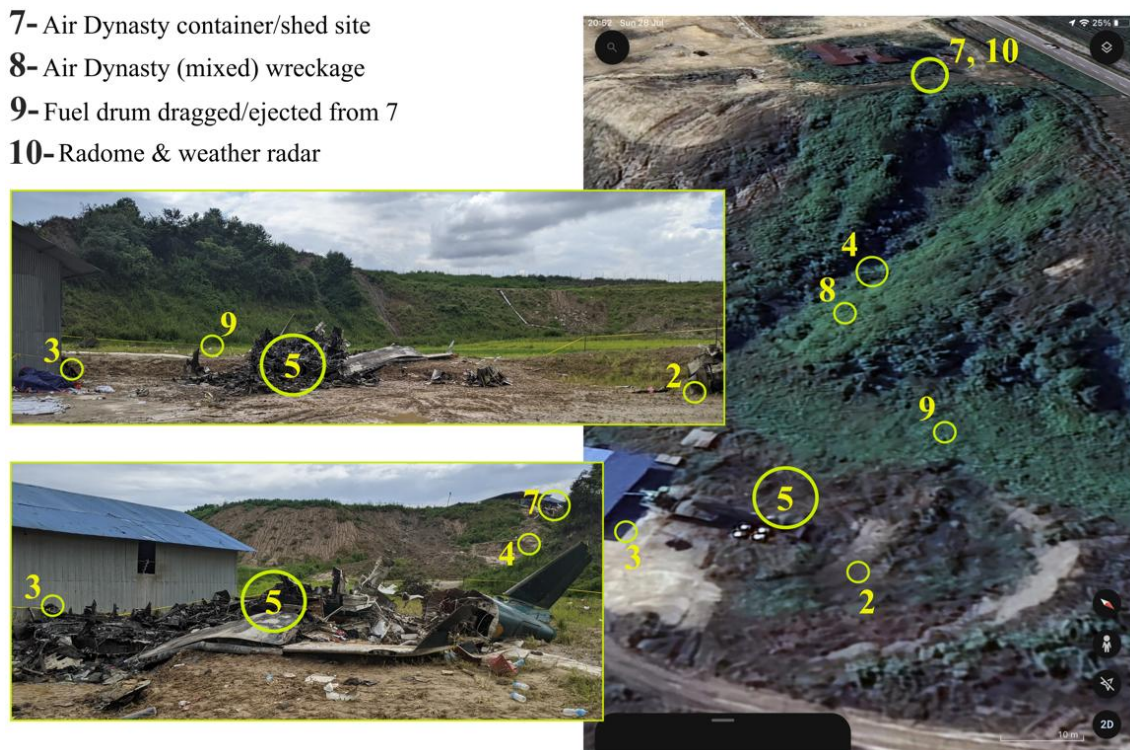 7- Air Dynasty container/shed site
8- Air Dynasty (mixed) wreckage
9- Fuel drum dragged/ejected from 7
10- Radome & weather radar
20:52 Sun 28 Jul
25%
7, 10
4
8
9
5
3
2
9
3
5
2
7
4
3
5
10 m
2D